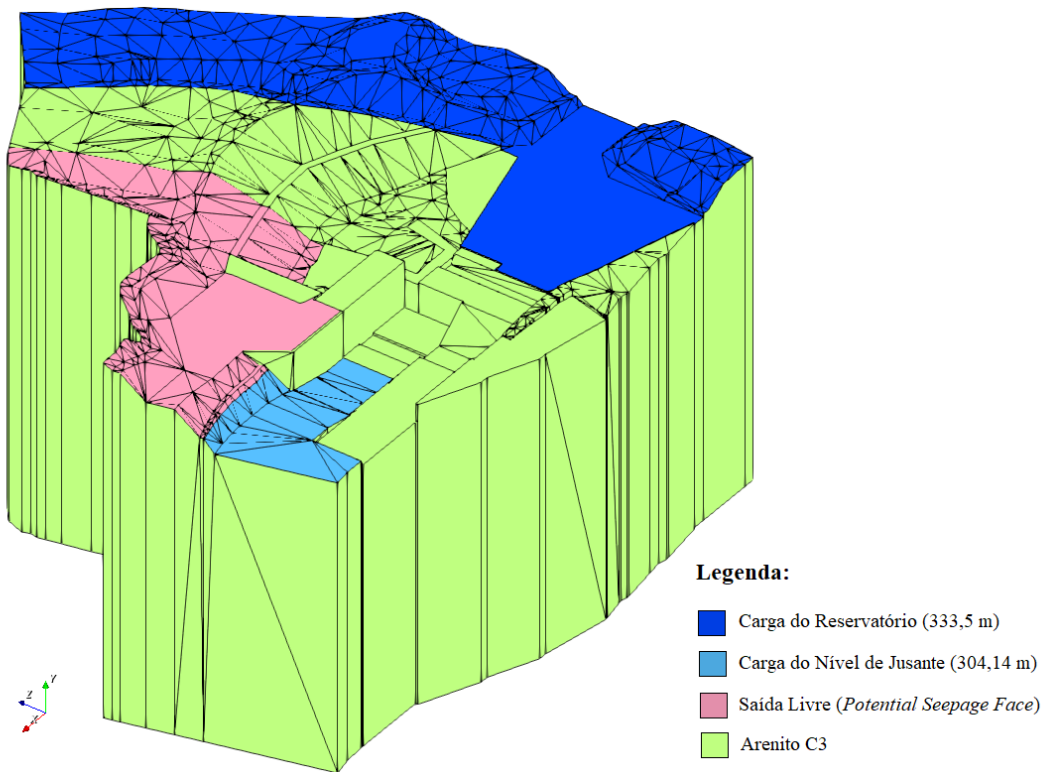 Legenda:
Carga do Reservatório (333,5 m)
Carga do Nível de Jusante (304,14 m)
Saída Livre (Potential Seepage Face)
Arenito C3
Y
Z
X